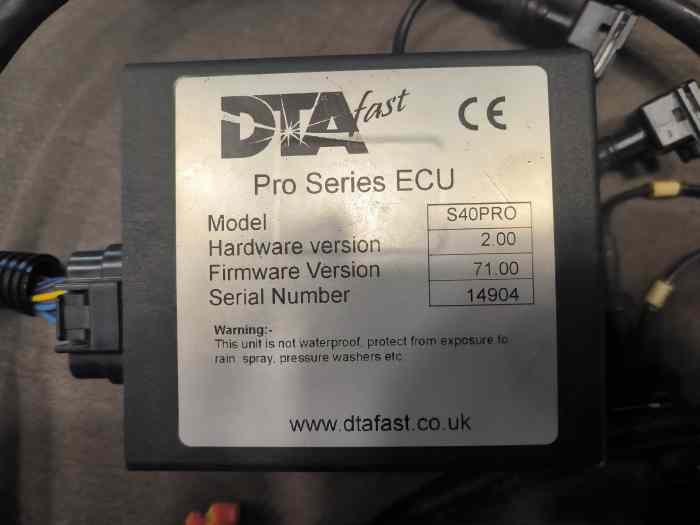 DTAfast CE
Pro Series ECU
Model S40PRO
Hardware version 2.00
Firmware Version 71.00
Serial Number 14904
Warning:-
This unit is not waterproof, protect from exposure to
rain spray, pressure washers etc
www.dtafast.co.uk